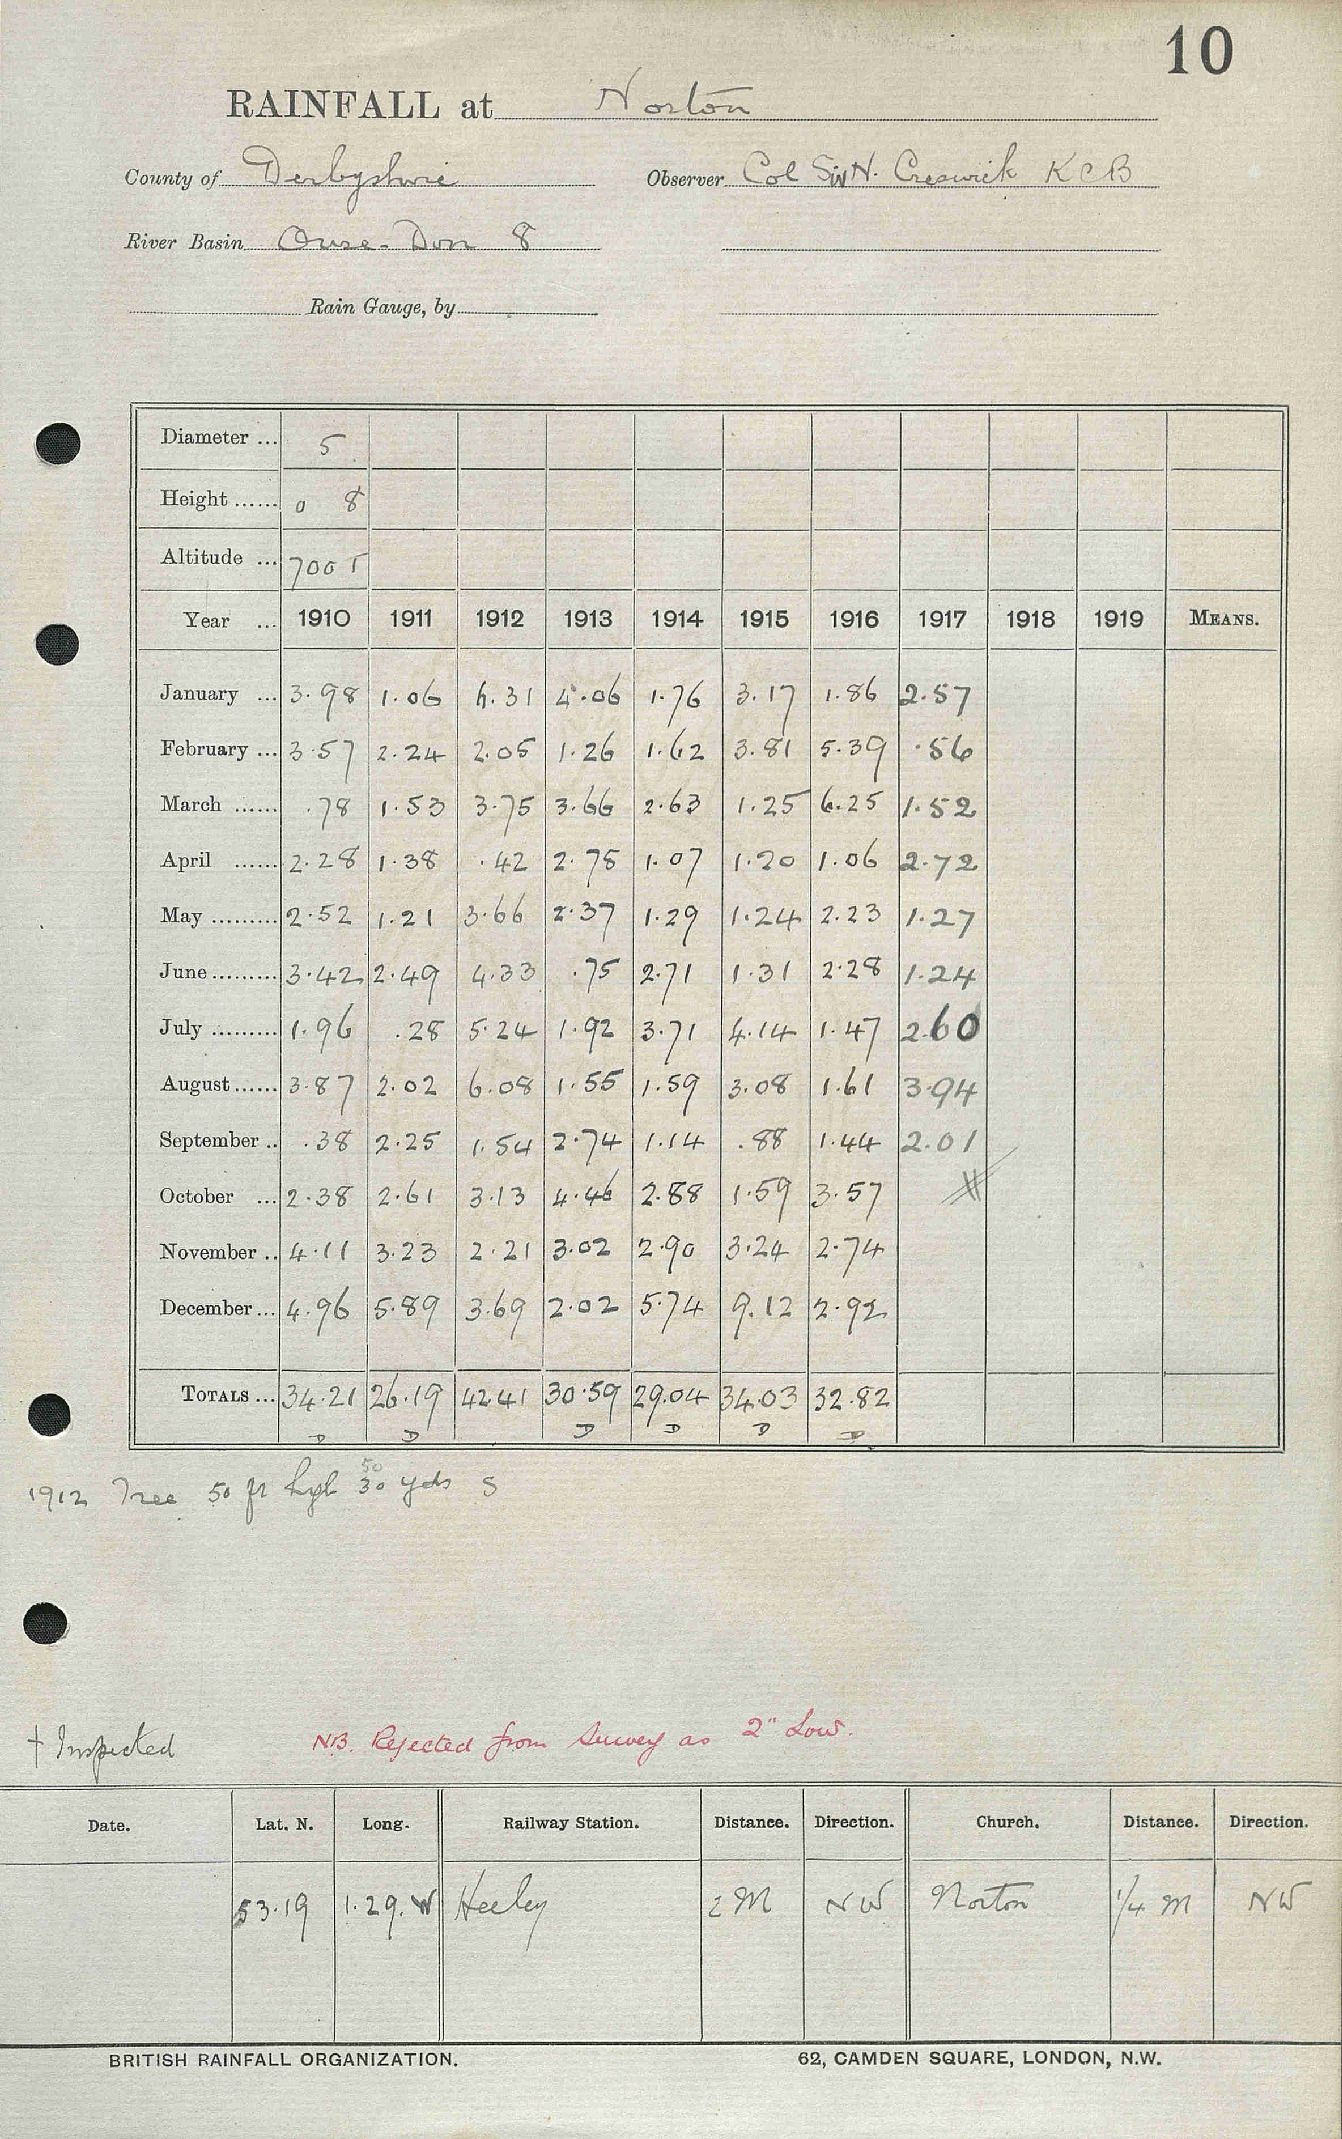 10
RAINFALL at Norton
County of Derbyshire Observer Col Sir H. Creswick KCB
River Basin Ouse-Don 8
Rain Gauge, by
Diameter ... 5
Height ...... 0 8
Altitude ... 700 T
Year ... 1910 1911 1912 1913 1914 1915 1916 1917 1918 1919 MEANS.
January ... 3.98 1.06 6.31 4.06 1.76 3.17 1.86 2.57
February ... 3.57 2.24 2.05 1.26 1.62 3.81 5.39 .56
March ...... .78 1.53 3.75 3.66 2.63 1.25 6.25 1.52
April ...... 2.28 1.38 .42 2.78 1.07 1.20 1.06 2.72
May ......... 2.52 1.21 3.66 2.37 1.29 1.24 2.23 1.27
June ......... 3.42 2.49 4.33 .75 2.71 1.31 2.28 1.24
July ......... 1.96 .28 5.24 1.92 3.71 4.14 1.47 2.60
August ...... 3.87 2.02 6.08 1.55 1.59 3.08 1.61 3.94
September .. .38 2.25 1.54 2.74 1.14 .88 1.44 2.01
October ... 2.38 2.61 3.13 4.46 2.88 1.59 3.57
November .. 4.11 3.23 2.21 3.02 2.90 3.24 2.74
December ... 4.96 5.89 3.69 2.02 5.74 9.12 2.92
TOTALS ... 34.21 26.19 42.41 30.59 29.04 34.03 32.82
D D D D D D
50
1912 Tree 50 ft high 30 yds S
† Inspected NB. Rejected from Survey as 2" Low.
Date. Lat. N. Long. Railway Station. Distance. Direction. Church. Distance. Direction.
53.19 1.29.W Heeley 2 M NW Norton 1/4 M NW
BRITISH RAINFALL ORGANIZATION. 62, CAMDEN SQUARE, LONDON, N.W.